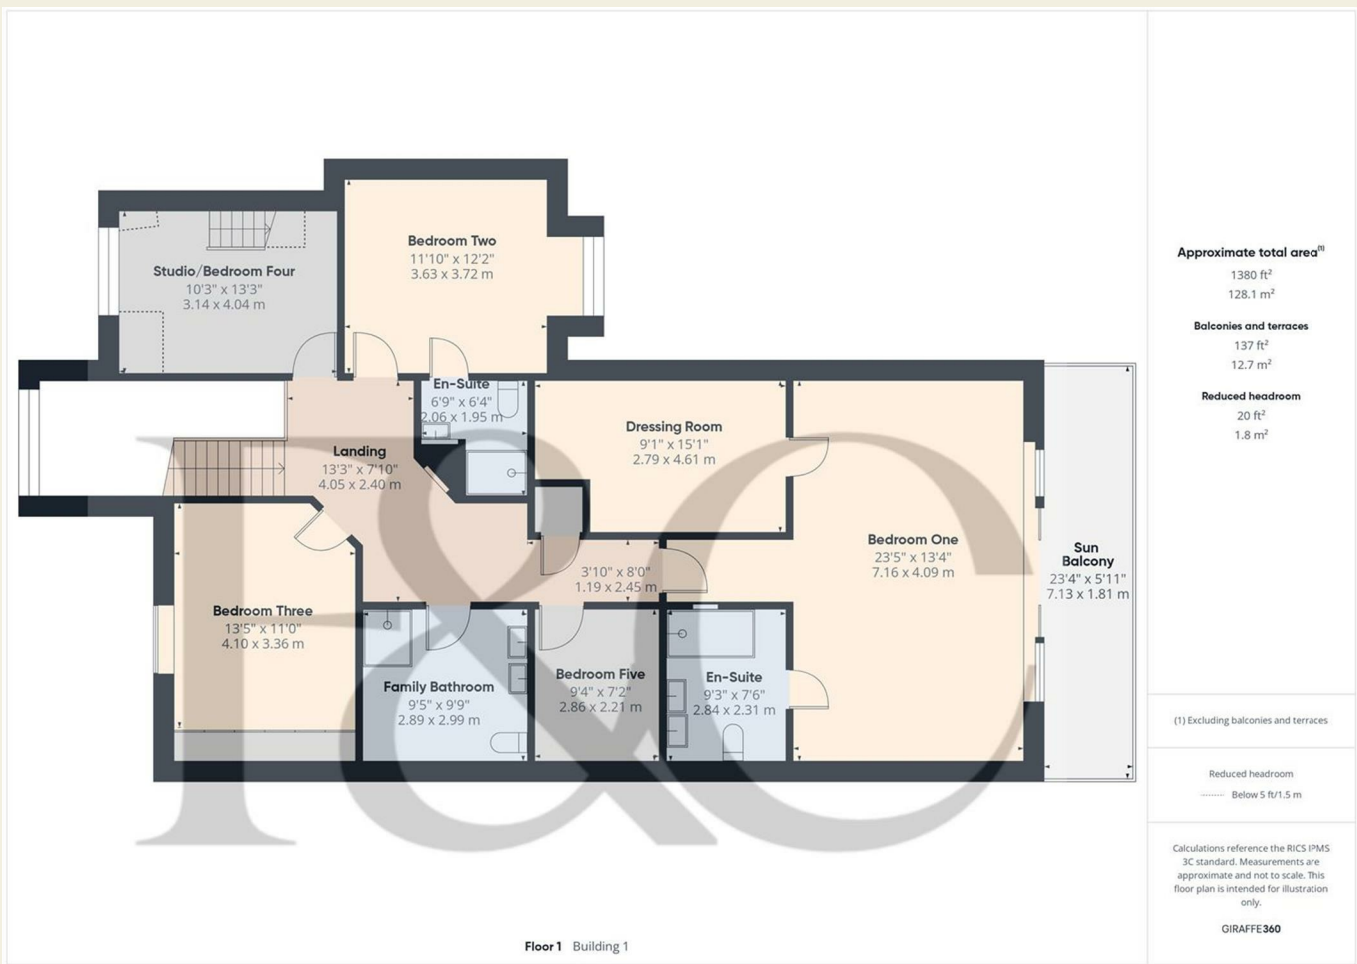 Bedroom Two
11'10" x 12'2"
3.63 x 3.72 m
Studio/Bedroom Four
10'3" x 13'3"
3.14 x 4.04 m
En-Suite
6'9" x 6'4"
2.06 x 1.95 m
Dressing Room
9'1" x 15'1"
2.79 x 4.61 m
Landing
13'3" x 7'10"
4.05 x 2.40 m
Bedroom One
23'5" x 13'4"
7.16 x 4.09 m
Sun
Balcony
23'4" x 5'11"
7.13 x 1.81 m
3'10" x 8'0"
1.19 x 2.45 m
Bedroom Three
13'5" x 11'0"
4.10 x 3.36 m
Family Bathroom
9'5" x 9'9"
2.89 x 2.99 m
Bedroom Five
9'4" x 7'2"
2.86 x 2.21 m
En-Suite
9'3" x 7'6"
2.84 x 2.31 m
F&C
Floor 1 Building 1
Approximate total area(1)
1380 ft²
128.1 m²
Balconies and terraces
137 ft²
12.7 m²
Reduced headroom
20 ft²
1.8 m²
(1) Excluding balconies and terraces
Reduced headroom
Below 5 ft/1.5 m
Calculations reference the RICS IPMS
3C standard. Measurements are
approximate and not to scale. This
floor plan is intended for illustration
only.
GIRAFFE360